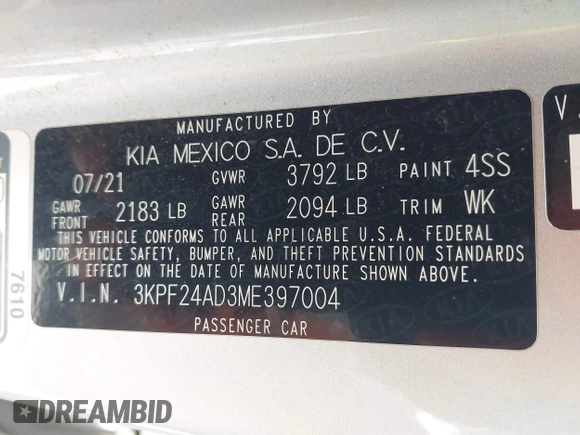 MANUFACTURED BY
KIA MEXICO S.A. DE C.V.
07/21 GVWR 3792 LB PAINT 4SS
GAWR FRONT 2183 LB GAWR REAR 2094 LB TRIM WK
THIS VEHICLE CONFORMS TO ALL APPLICABLE U.S.A. FEDERAL
MOTOR VEHICLE SAFETY, BUMPER, AND THEFT PREVENTION STANDARDS
IN EFFECT ON THE DATE OF MANUFACTURE SHOWN ABOVE.
V.I.N. 3KPF24AD3ME397004
PASSENGER CAR
7610
V.
DREAMBID